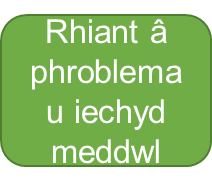 Rhiant â
phroblema
u iechyd
meddwl